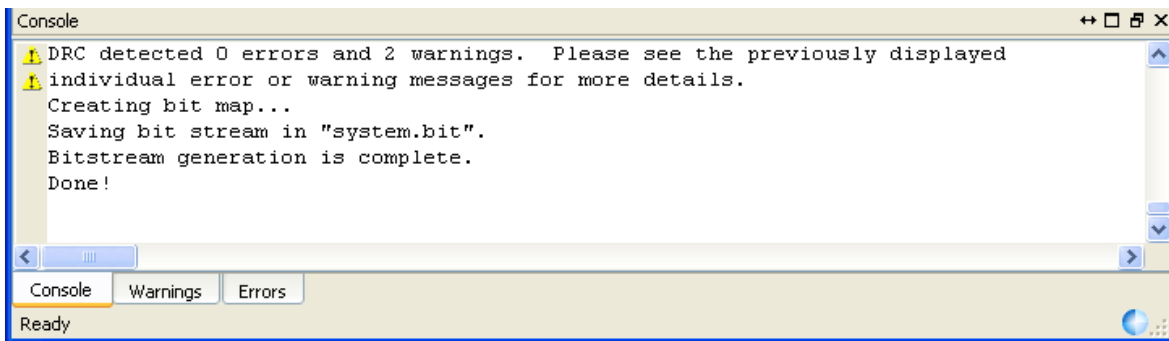 Console
DRC detected 0 errors and 2 warnings.  Please see the previously displayed
individual error or warning messages for more details.
Creating bit map...
Saving bit stream in "system.bit".
Bitstream generation is complete.
Done!
Console Warnings Errors
Ready